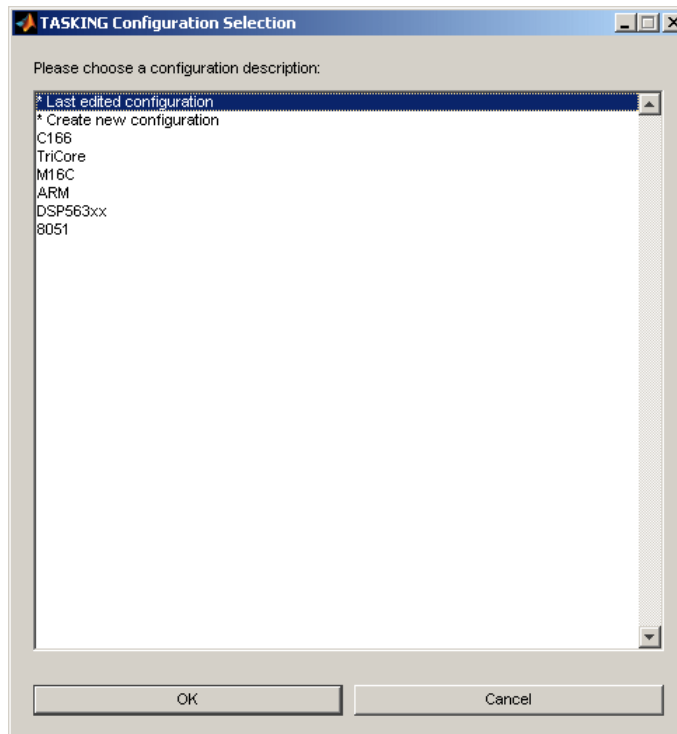 TASKING Configuration Selection
Please choose a configuration description:
* Last edited configuration
* Create new configuration
C166
TriCore
M16C
ARM
DSP563xx
8051
OK Cancel